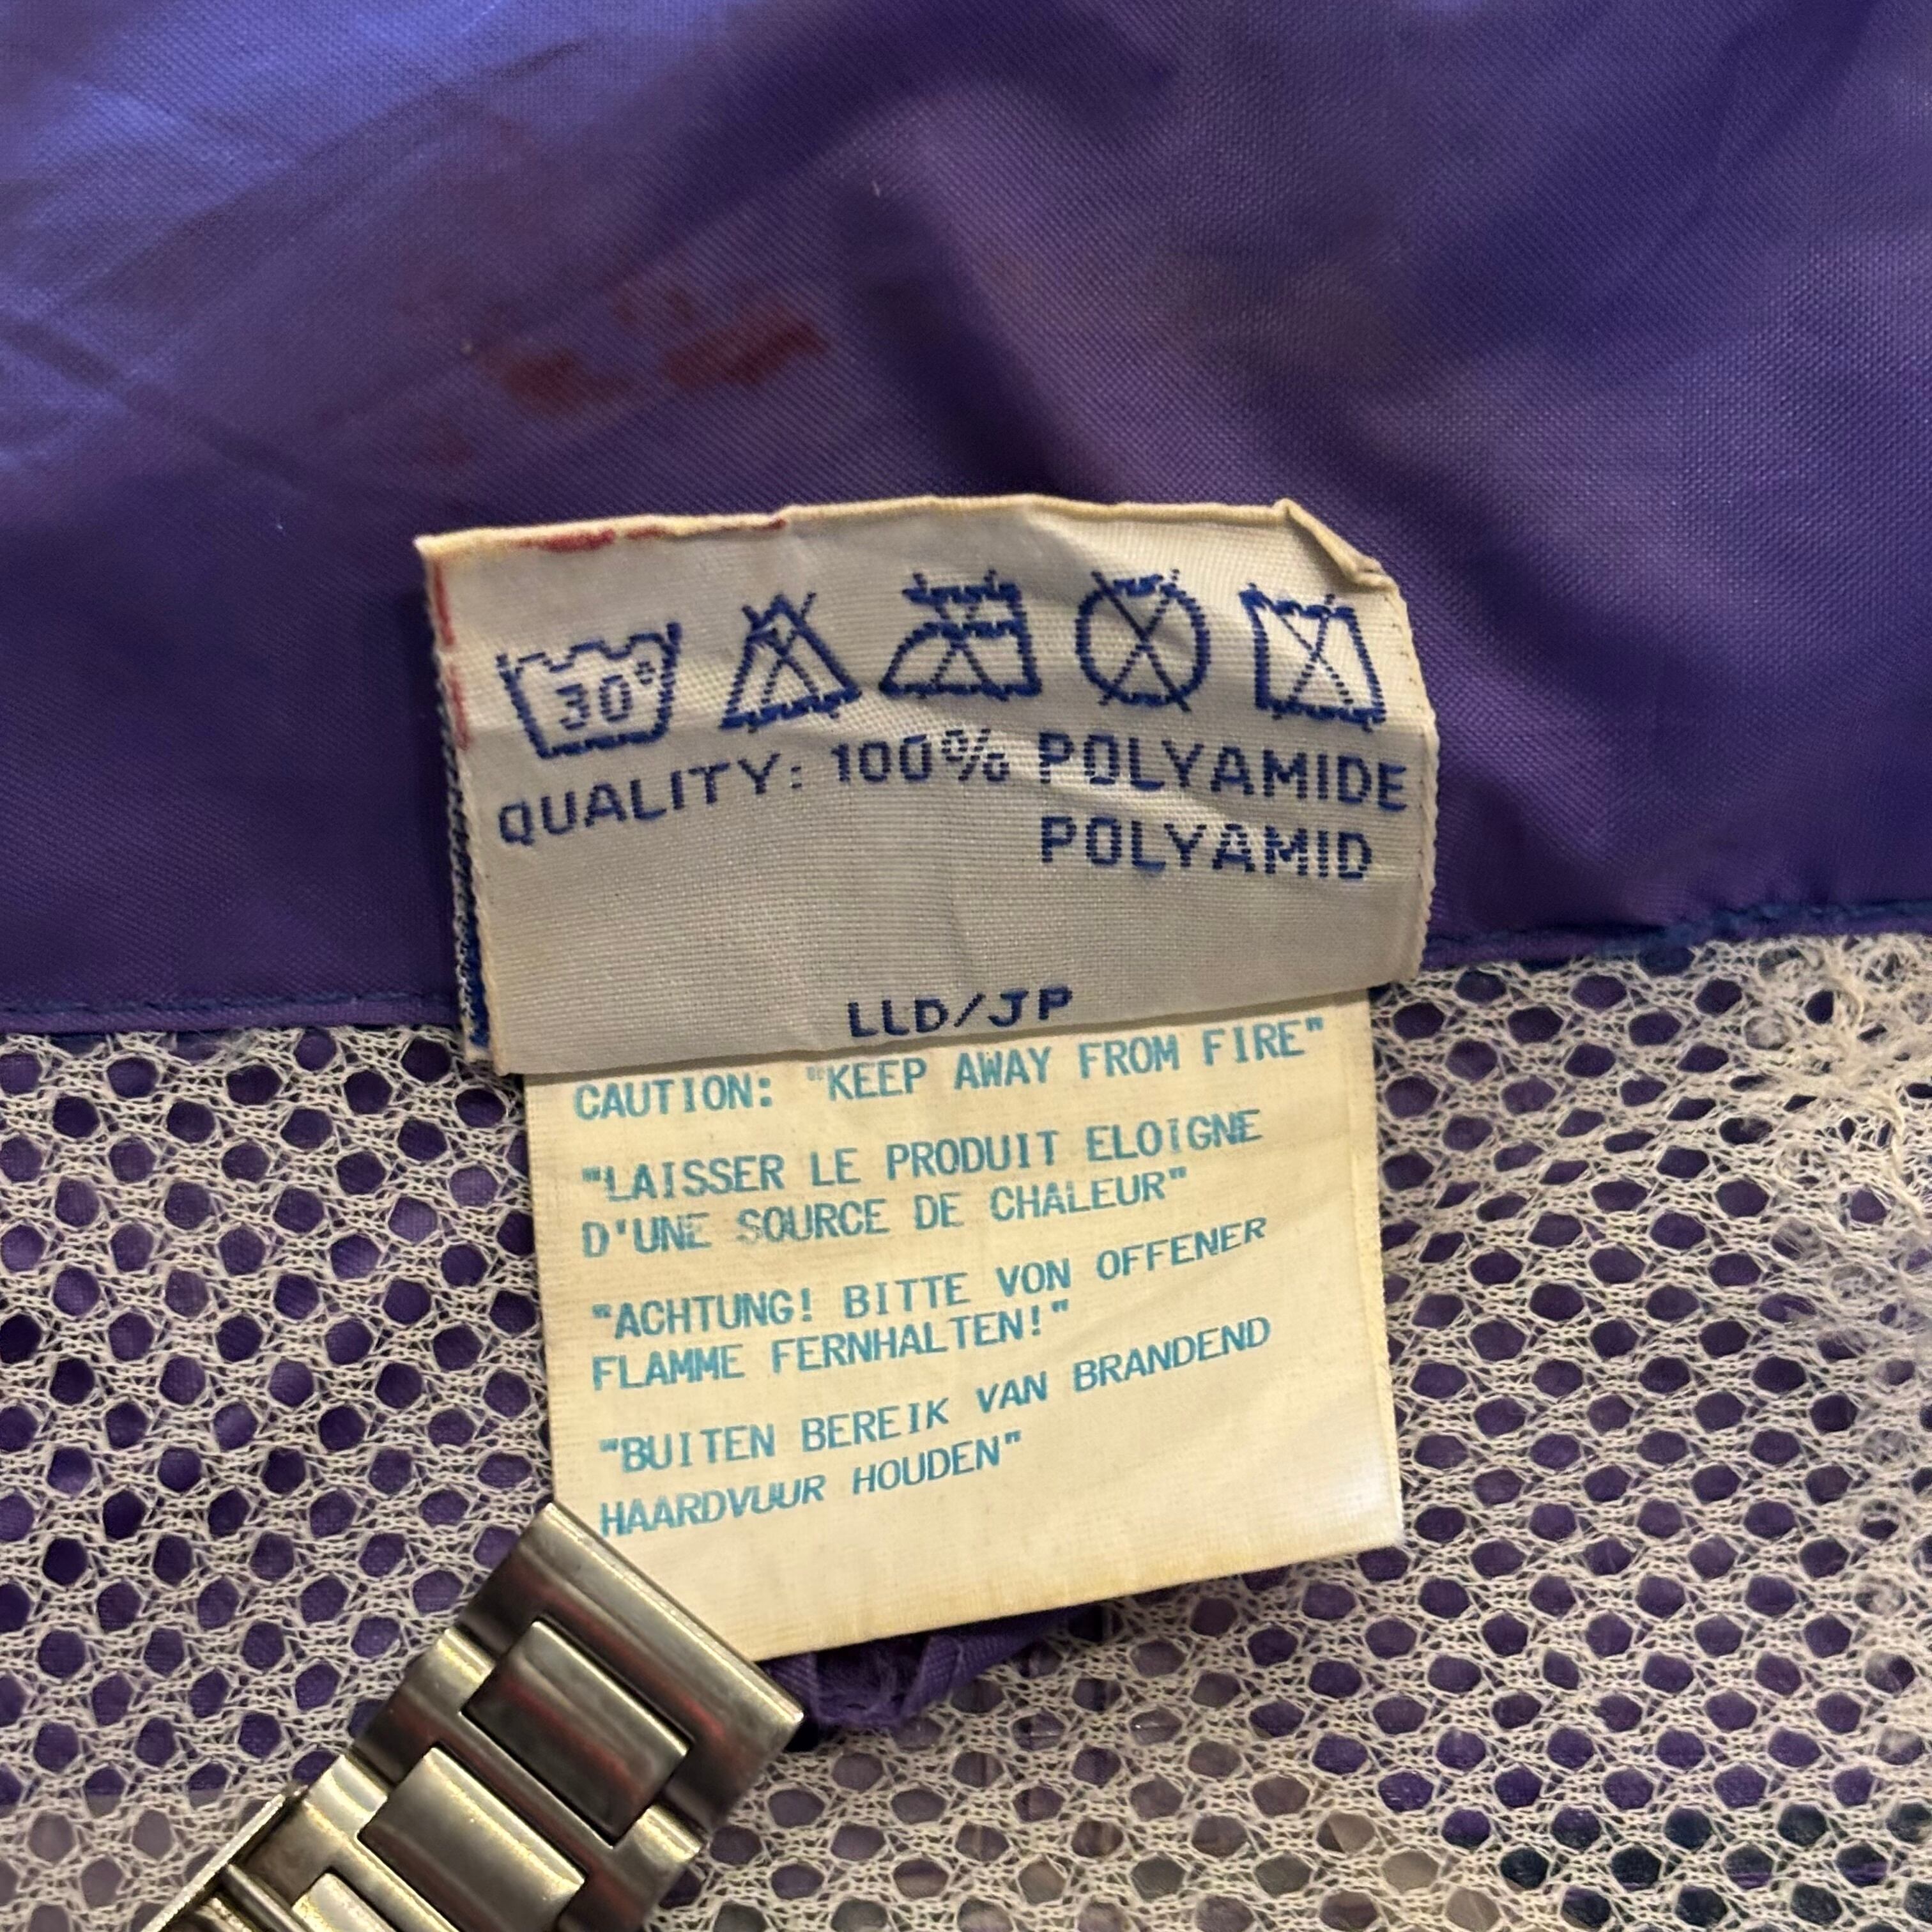 30°
QUALITY: 100% POLYAMIDE
POLYAMID
LLD/JP
CAUTION: "KEEP AWAY FROM FIRE"
"LAISSER LE PRODUIT ELOIGNE
D'UNE SOURCE DE CHALEUR"
"ACHTUNG! BITTE VON OFFENER
FLAMME FERNHALTEN!"
"BUITEN BEREIK VAN BRANDEND
HAARDVUUR HOUDEN"